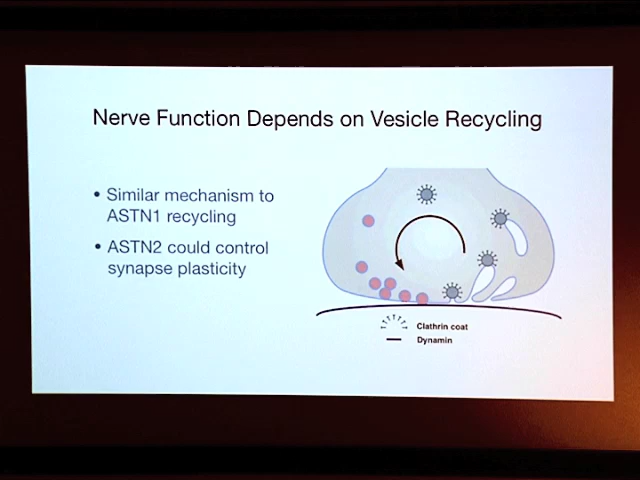 Nerve Function Depends on Vesicle Recycling
• Similar mechanism to
ASTN1 recycling
• ASTN2 could control
synapse plasticity
Clathrin coat
Dynamin